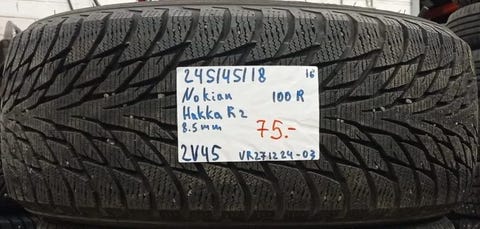 245/45/18 16
Nokian 100 R
Hakka R2
8.5mm 75.-
2V45 VR271224-03